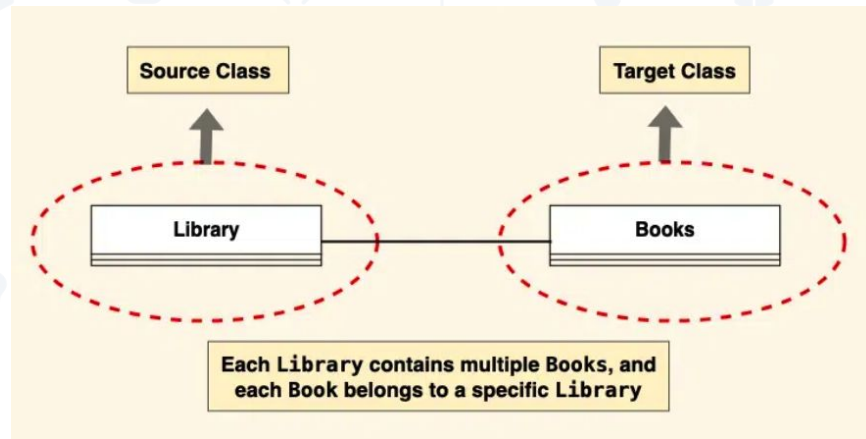 Source Class
Target Class
Library
Books
Each Library contains multiple Books, and
each Book belongs to a specific Library